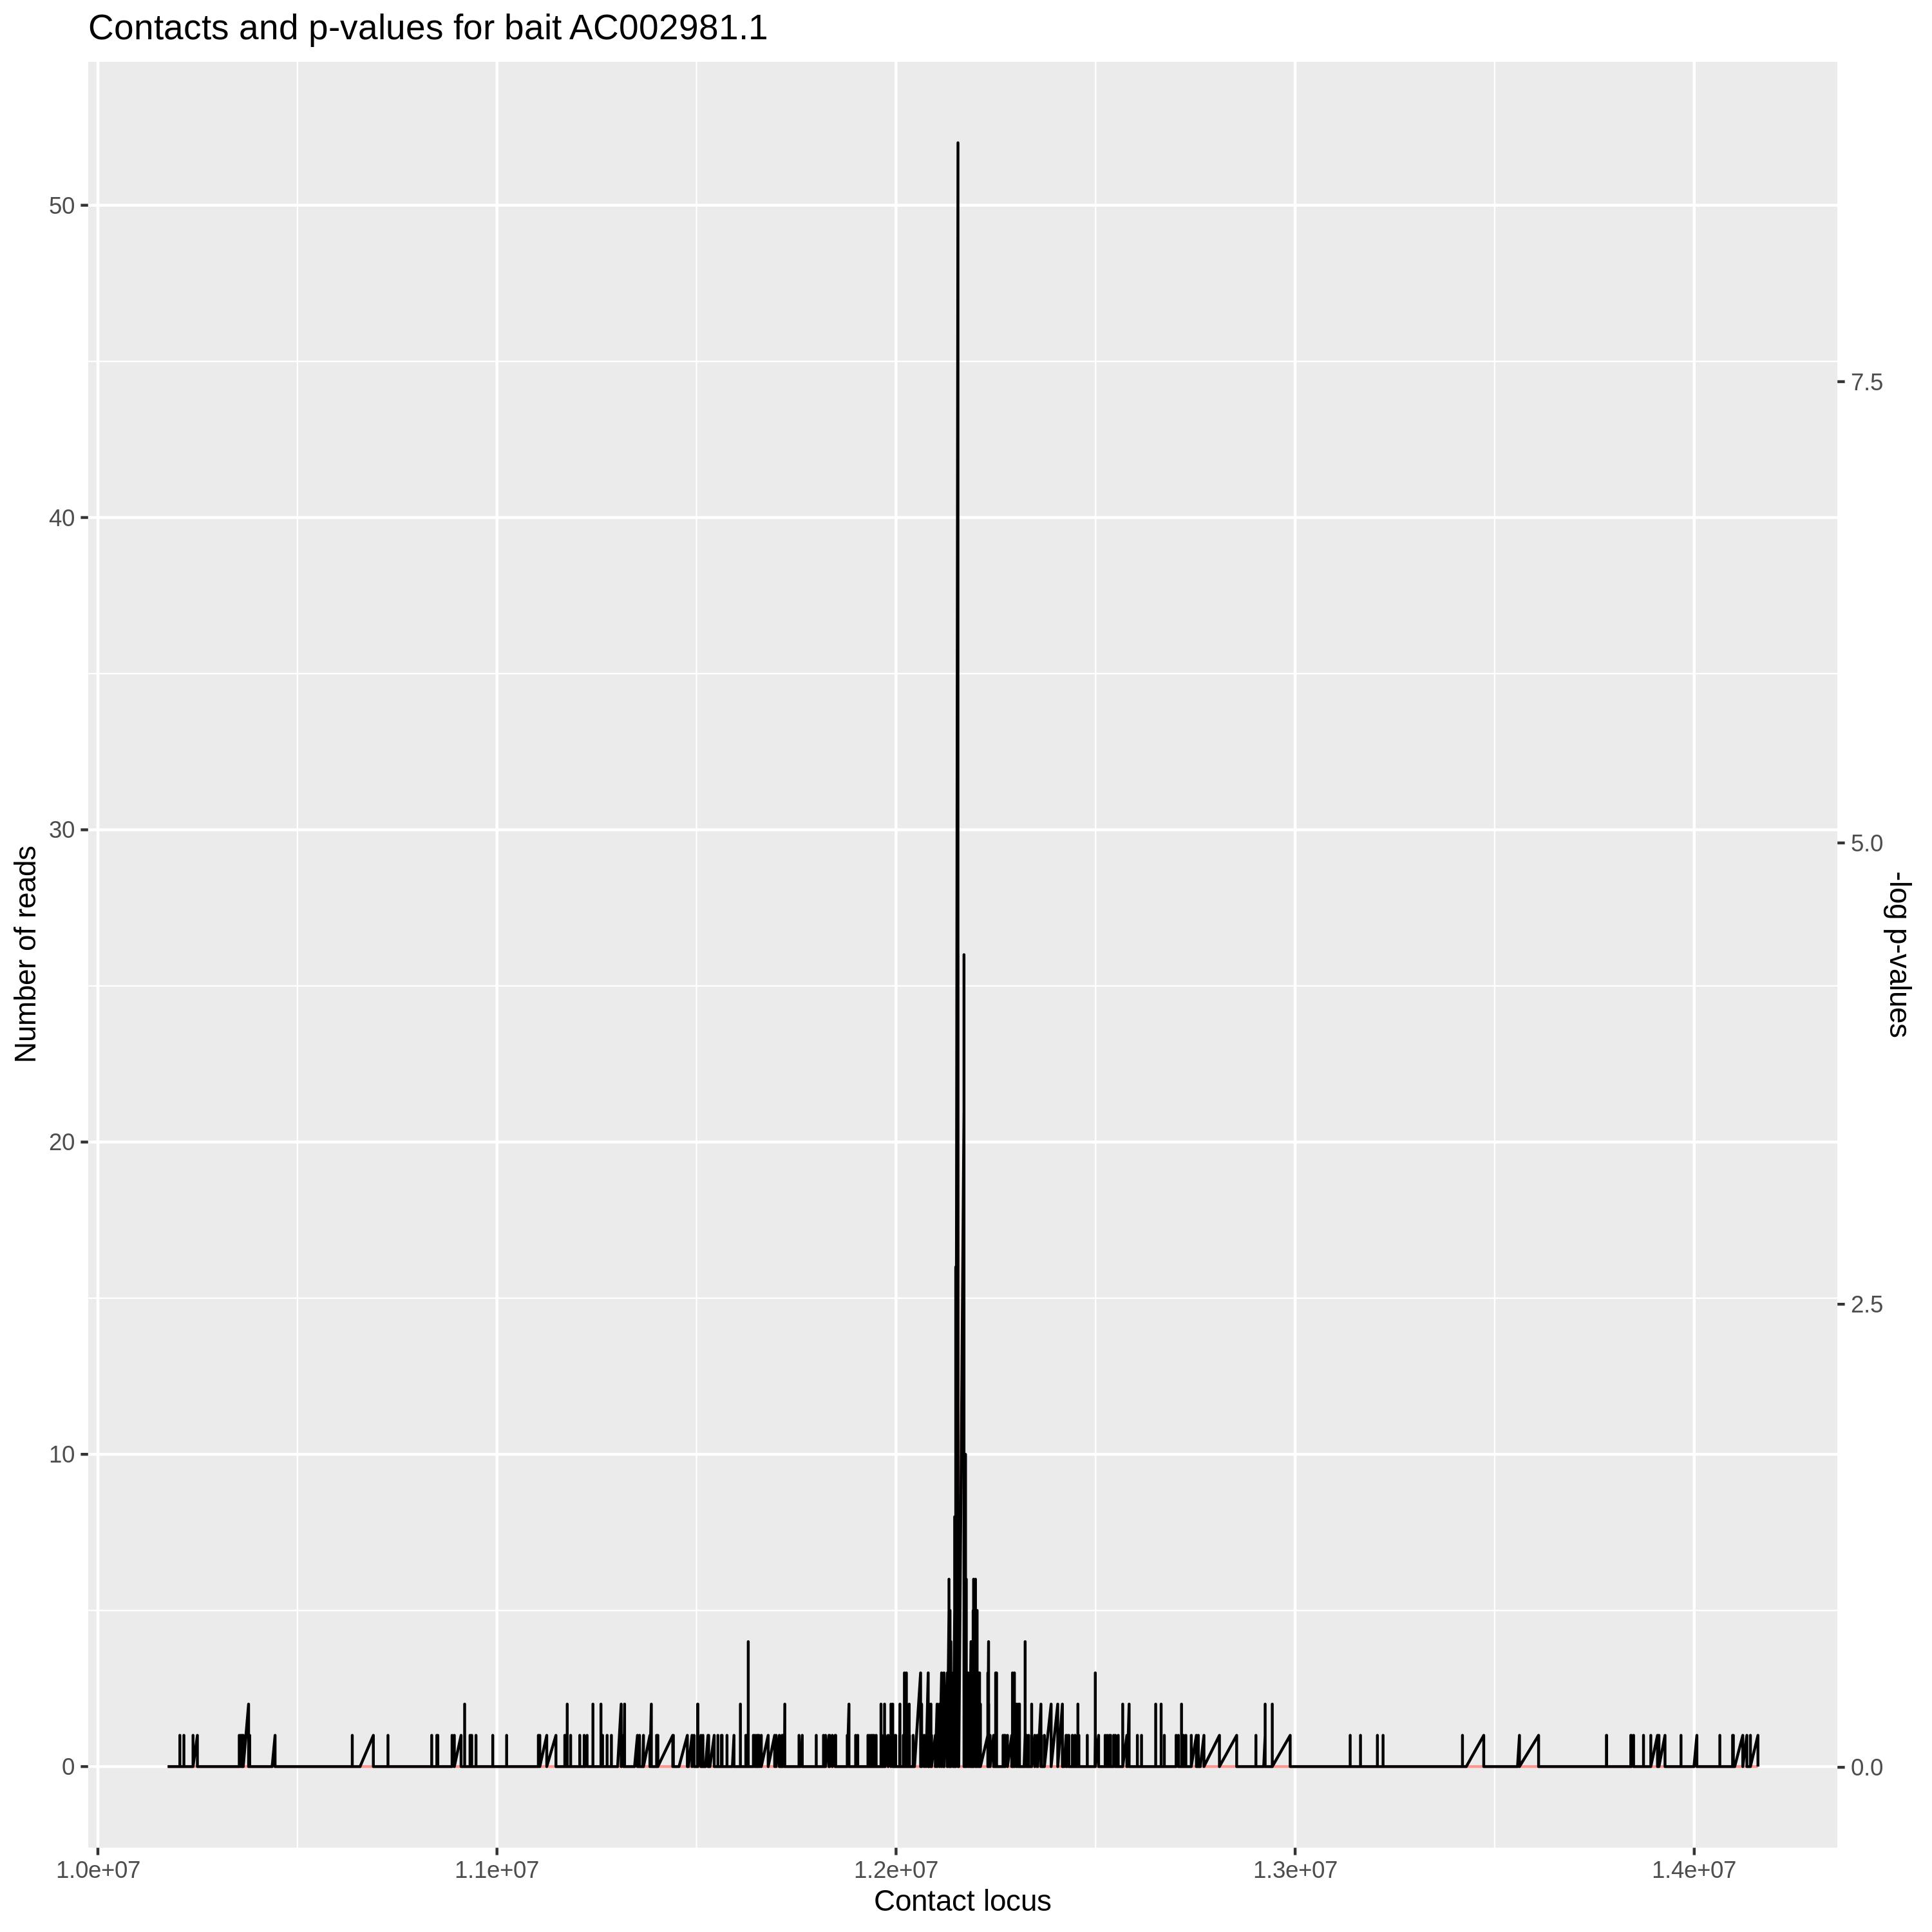 Contacts and p-values for bait AC002981.1
50
40
30
20
10
0
Number of reads
7.5
5.0
2.5
0.0
-log p-values
1.0e+07
1.1e+07
1.2e+07
1.3e+07
1.4e+07
Contact locus